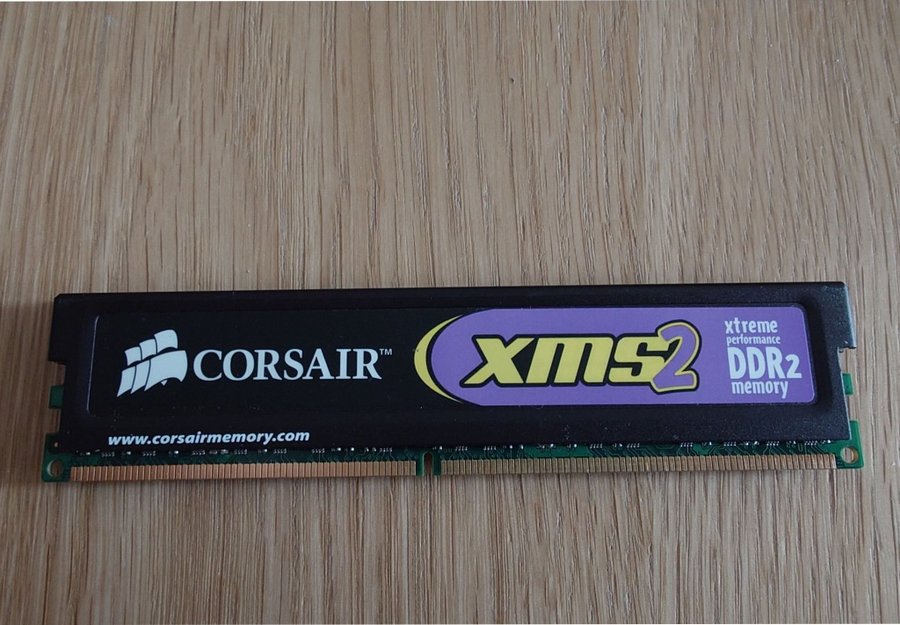 CORSAIR™
xms2
xtreme
performance
DDR2
memory
www.corsairmemory.com